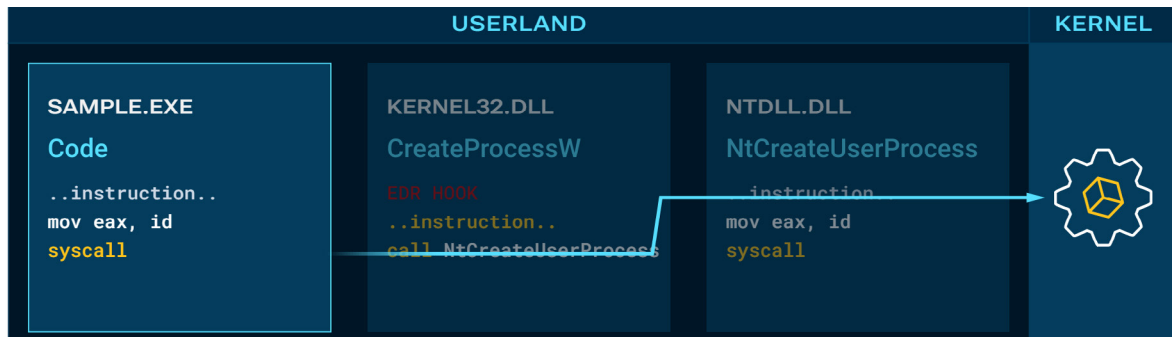 USERLAND
KERNEL
SAMPLE.EXE
Code
..instruction..
mov eax, id
syscall
KERNEL32.DLL
CreateProcessW
EDR HOOK
..instruction..
call NtCreateUserProcess
NTDLL.DLL
NtCreateUserProcess
..instruction..
mov eax, id
syscall